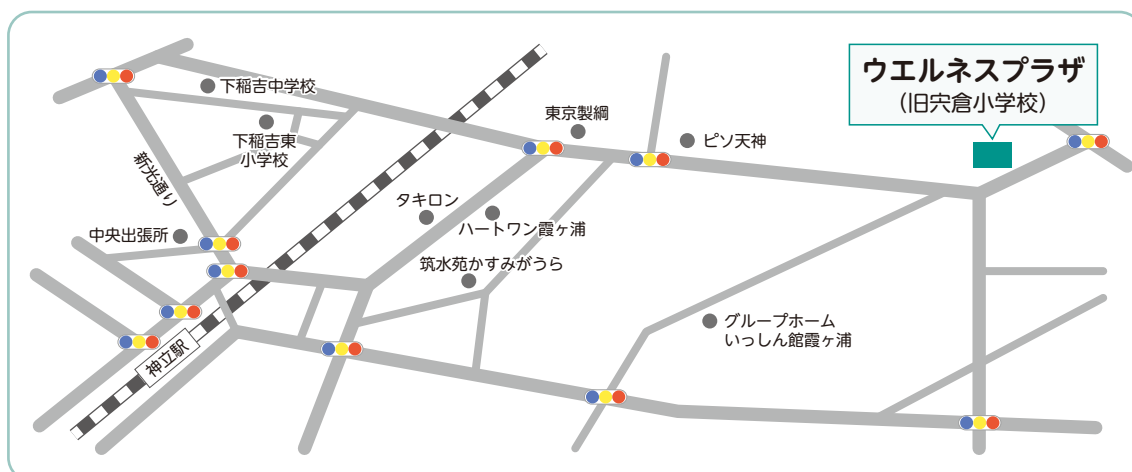 ウエルネスプラザ
(旧宍倉小学校)
下稲吉中学校
東京製綱
下稲吉東
小学校
ピソ天神
新光通り
タキロン
ハートワン霞ヶ浦
中央出張所
筑水苑かすみがうら
グループホーム
いっしん館霞ヶ浦
神立駅